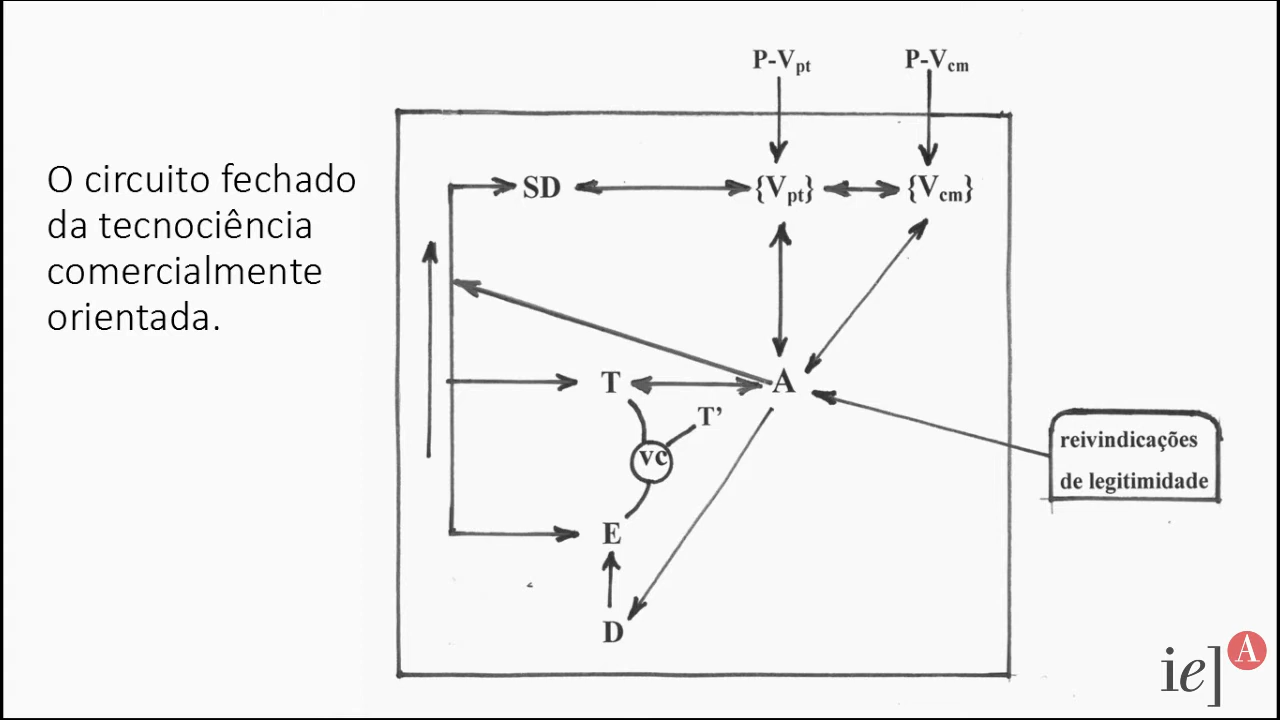 O circuito fechado
da tecnociência
comercialmente
orientada.
P-Vpt
P-Vcm
SD
{Vpt}
{Vcm}
T
A
T’
vc
reivindicações
de legitimidade
E
D
ie]A